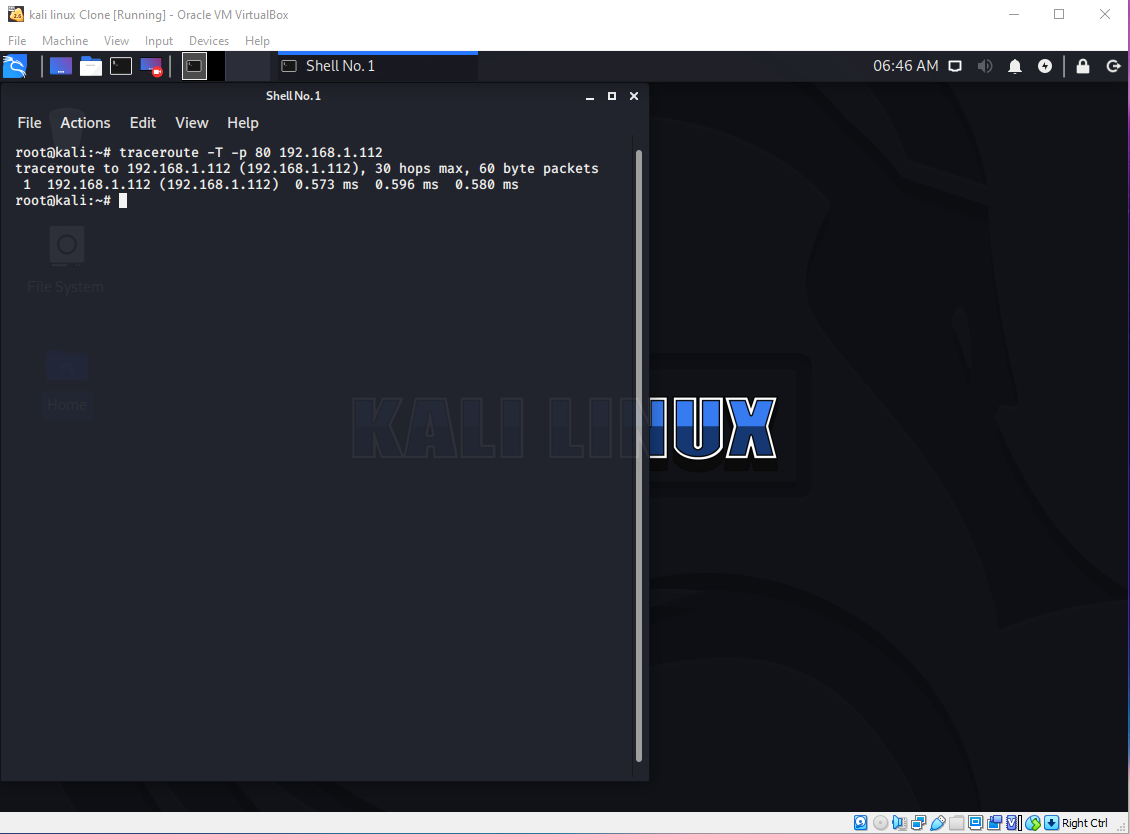 kali linux Clone [Running] - Oracle VM VirtualBox
File Machine View Input Devices Help
Shell No. 1
06:46 AM
Shell No. 1
File Actions Edit View Help
root@kali:~# traceroute -T -p 80 192.168.1.112
traceroute to 192.168.1.112 (192.168.1.112), 30 hops max, 60 byte packets
 1  192.168.1.112 (192.168.1.112)  0.573 ms  0.596 ms  0.580 ms
root@kali:~#
File System
Home
KALI LINUX
Right Ctrl